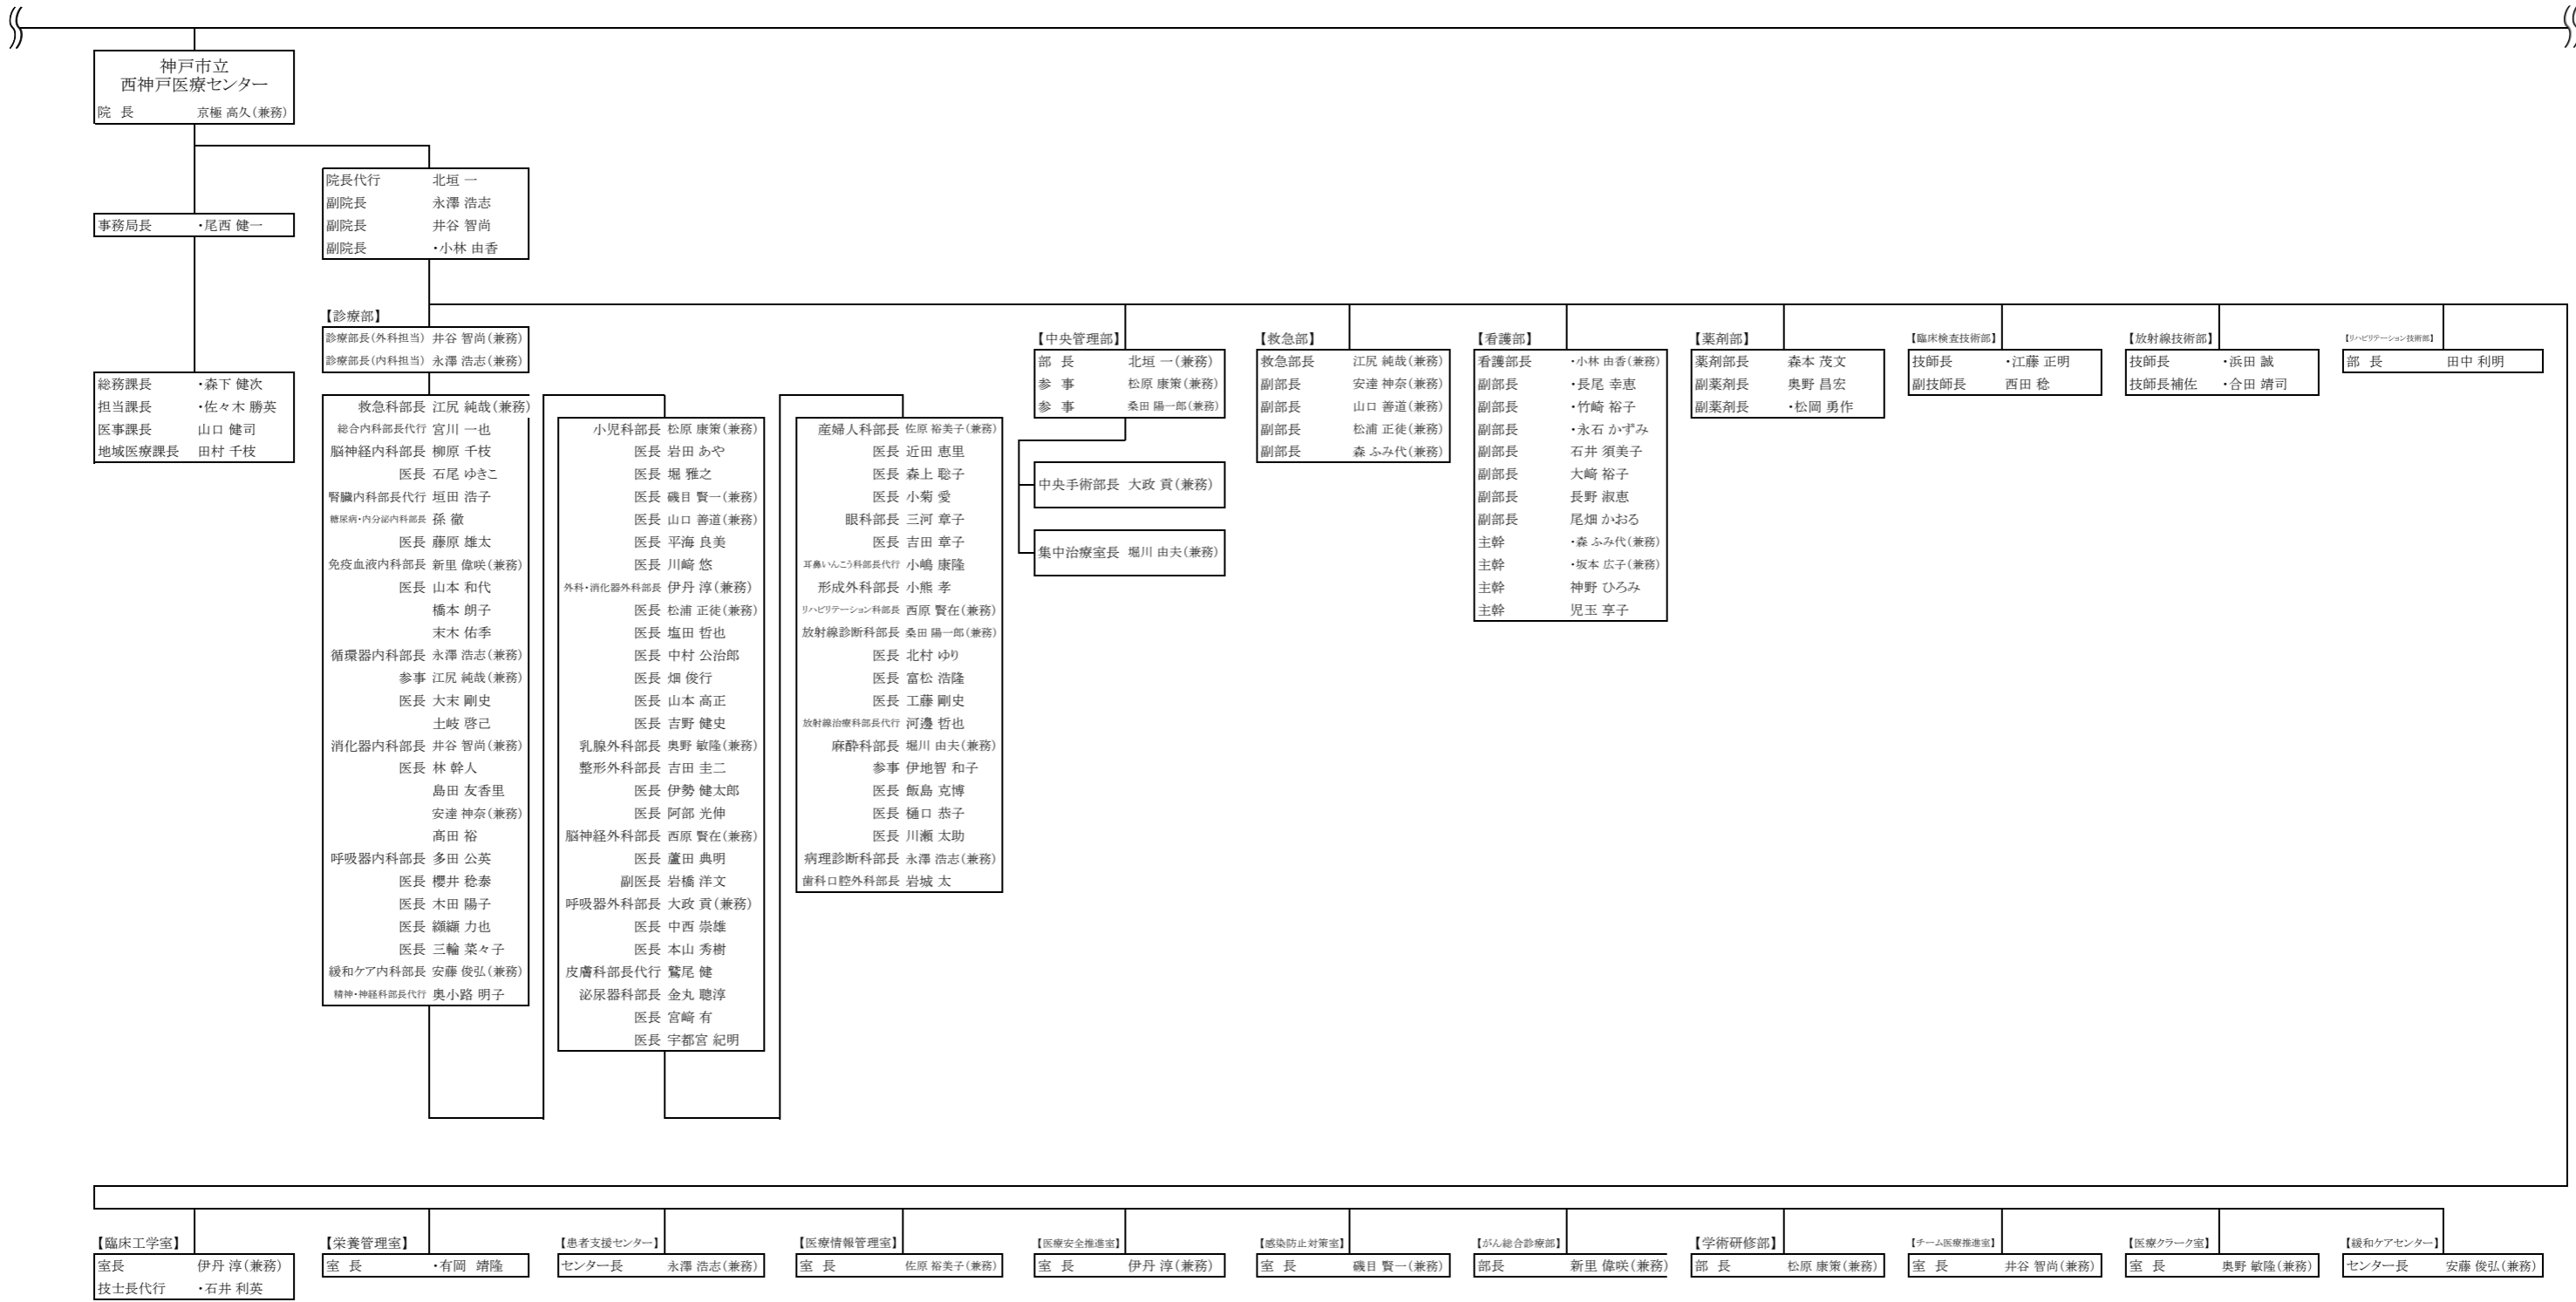 神戸市立
西神戸医療センター
院 長 京極 高久(兼務)
院長代行 北垣 一
副院長 永澤 浩志
副院長 井谷 智尚
副院長 ・小林 由香
事務局長 ・尾西 健一
総務課長 ・森下 健次
担当課長 ・佐々木 勝英
医事課長 山口 健司
地域医療課長 田村 千枝
【診療部】
診療部長(外科担当) 井谷 智尚(兼務)
診療部長(内科担当) 永澤 浩志(兼務)
救急科部長 江尻 純哉(兼務)
総合内科部長代行 宮川 一也
脳神経内科部長 柳原 千枝
医長 石尾 ゆきこ
腎臓内科部長代行 垣田 浩子
糖尿病・内分泌内科部長 孫 徹
医長 藤原 雄太
免疫血液内科部長 新里 偉咲(兼務)
医長 山本 和代
橋本 朗子
末木 佑季
循環器内科部長 永澤 浩志(兼務)
参事 江尻 純哉(兼務)
医長 大末 剛史
土岐 啓己
消化器内科部長 井谷 智尚(兼務)
医長 林 幹人
島田 友香里
安達 神奈(兼務)
髙田 裕
呼吸器内科部長 多田 公英
医長 櫻井 稔泰
医長 木田 陽子
医長 纐纈 力也
医長 三輪 菜々子
緩和ケア内科部長 安藤 俊弘(兼務)
精神・神経科部長代行 奥小路 明子
小児科部長 松原 康策(兼務)
医長 岩田 あや
医長 堀 雅之
医長 磯目 賢一(兼務)
医長 山口 善道(兼務)
医長 平海 良美
医長 川﨑 悠
外科・消化器外科部長 伊丹 淳(兼務)
医長 松浦 正徒(兼務)
医長 塩田 哲也
医長 中村 公治郎
医長 畑 俊行
医長 山本 高正
医長 吉野 健史
乳腺外科部長 奥野 敏隆(兼務)
整形外科部長 吉田 圭二
医長 伊勢 健太郎
医長 阿部 光伸
脳神経外科部長 西原 賢在(兼務)
医長 蘆田 典明
副医長 岩橋 洋文
呼吸器外科部長 大政 貢(兼務)
医長 中西 崇雄
医長 本山 秀樹
皮膚科部長代行 鷲尾 健
泌尿器科部長 金丸 聰淳
医長 宮﨑 有
医長 宇都宮 紀明
産婦人科部長 佐原 裕美子(兼務)
医長 近田 恵里
医長 森上 聡子
医長 小菊 愛
眼科部長 三河 章子
医長 吉田 章子
耳鼻いんこう科部長代行 小嶋 康隆
形成外科部長 小熊 孝
リハビリテーション科部長 西原 賢在(兼務)
放射線診断科部長 桑田 陽一郎(兼務)
医長 北村 ゆり
医長 富松 浩隆
医長 工藤 剛史
放射線治療科部長代行 河邊 哲也
麻酔科部長 堀川 由夫(兼務)
参事 伊地智 和子
医長 飯島 克博
医長 樋口 恭子
医長 川瀬 太助
病理診断科部長 永澤 浩志(兼務)
歯科口腔外科部長 岩城 太
【中央管理部】
部 長 北垣 一(兼務)
参 事 松原 康策(兼務)
参 事 桑田 陽一郎(兼務)
中央手術部長 大政 貢(兼務)
集中治療室長 堀川 由夫(兼務)
【救急部】
救急部長 江尻 純哉(兼務)
副部長 安達 神奈(兼務)
副部長 山口 善道(兼務)
副部長 松浦 正徒(兼務)
副部長 森 ふみ代(兼務)
【看護部】
看護部長 ・小林 由香(兼務)
副部長 ・長尾 幸恵
副部長 ・竹崎 裕子
副部長 ・永石 かずみ
副部長 石井 須美子
副部長 大﨑 裕子
副部長 長野 淑恵
副部長 尾畑 かおる
主幹 ・森 ふみ代(兼務)
主幹 ・坂本 広子(兼務)
主幹 神野 ひろみ
主幹 児玉 享子
【薬剤部】
薬剤部長 森本 茂文
副薬剤長 奥野 昌宏
副薬剤長 ・松岡 勇作
【臨床検査技術部】
技師長 ・江藤 正明
副技師長 西田 稔
【放射線技術部】
技師長 ・浜田 誠
技師長補佐 ・合田 靖司
【リハビリテーション技術部】
部 長 田中 利明
【臨床工学室】
室長 伊丹 淳(兼務)
技士長代行 ・石井 利英
【栄養管理室】
室 長 ・有岡 靖隆
【患者支援センター】
センター長 永澤 浩志(兼務)
【医療情報管理室】
室 長 佐原 裕美子(兼務)
【医療安全推進室】
室 長 伊丹 淳(兼務)
【感染防止対策室】
室 長 磯目 賢一(兼務)
【がん総合診療部】
部長 新里 偉咲(兼務)
【学術研修部】
部 長 松原 康策(兼務)
【チーム医療推進室】
室 長 井谷 智尚(兼務)
【医療クラーク室】
室 長 奥野 敏隆(兼務)
【緩和ケアセンター】
センター長 安藤 俊弘(兼務)